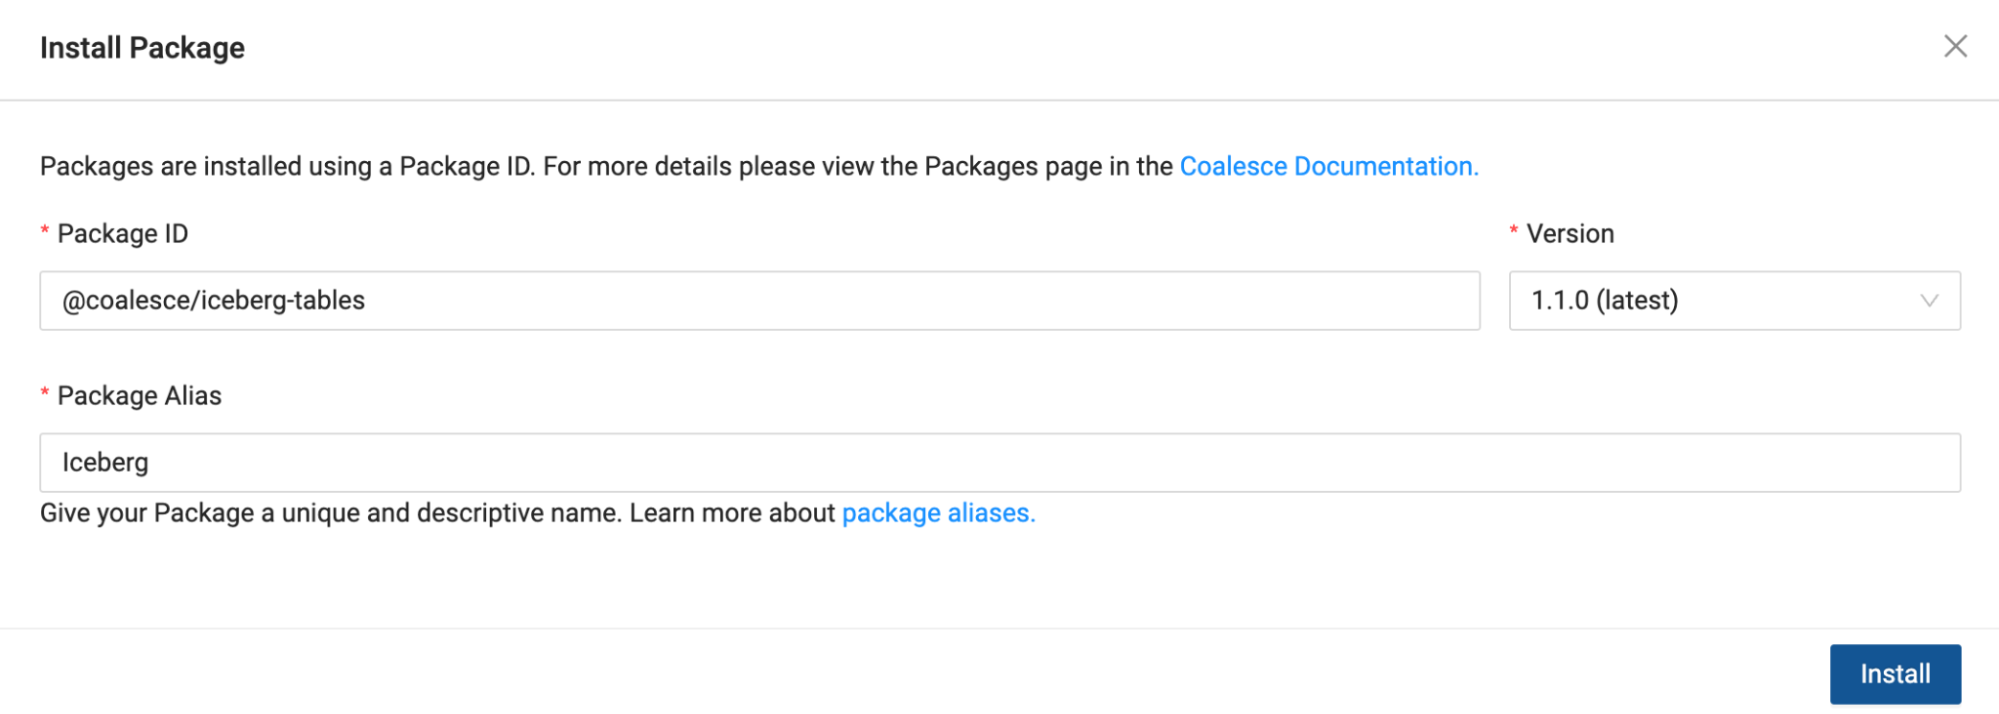 Install Package
Packages are installed using a Package ID. For more details please view the Packages page in the Coalesce Documentation.
* Package ID
* Version
@coalesce/iceberg-tables
1.1.0 (latest)
* Package Alias
Iceberg
Give your Package a unique and descriptive name. Learn more about package aliases.
Install